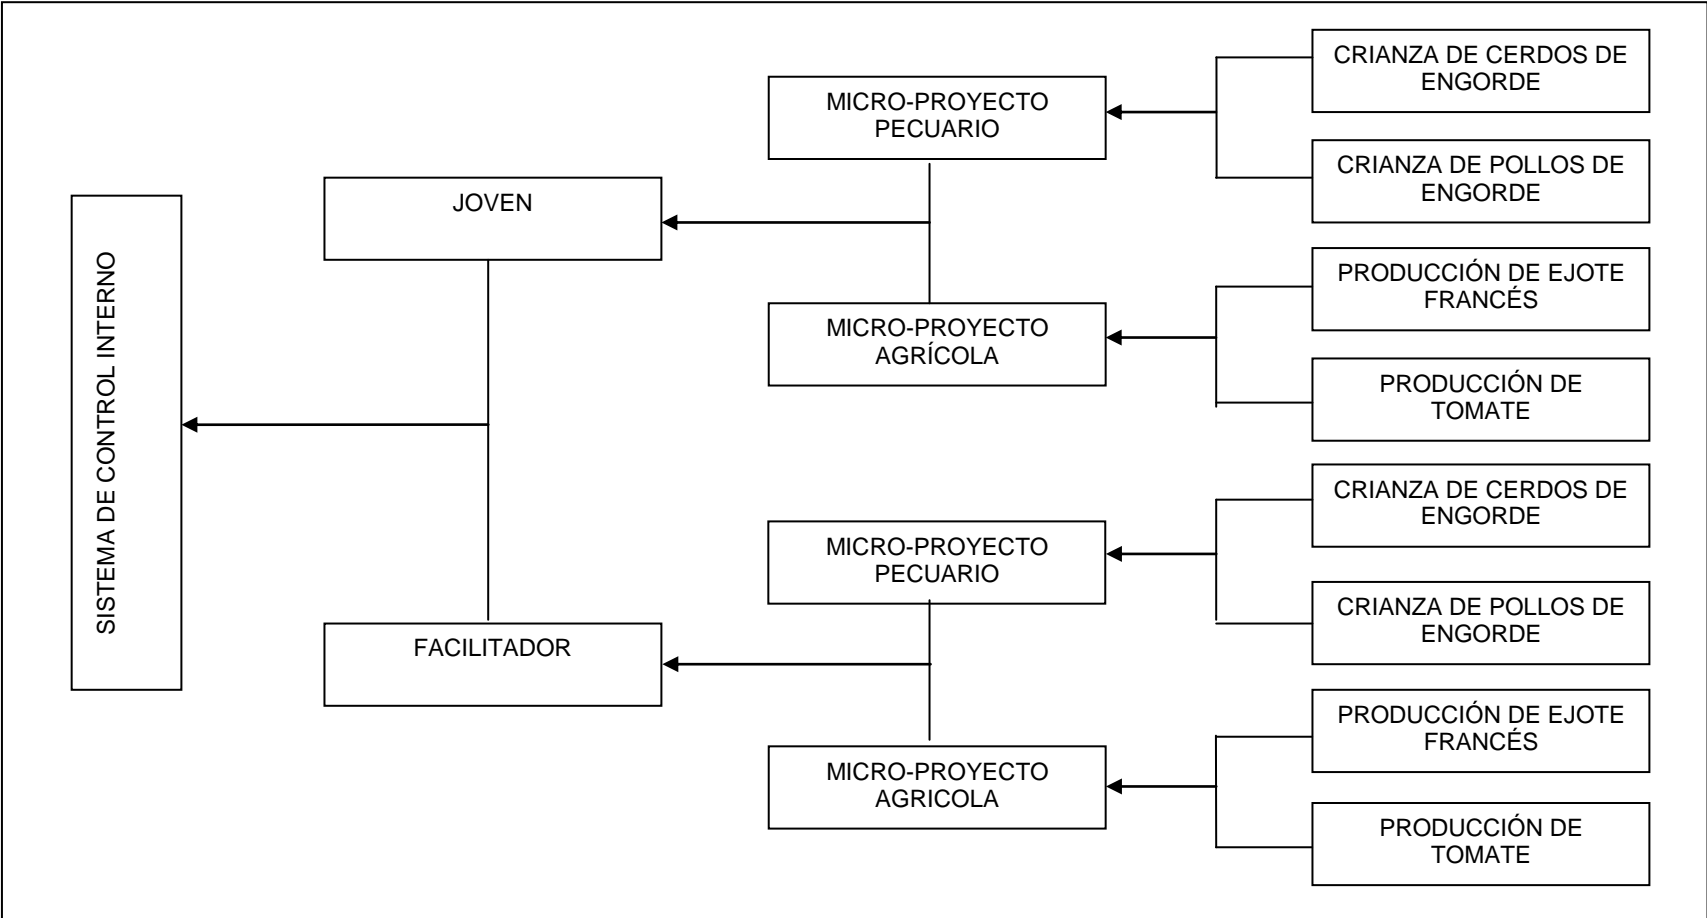 SISTEMA DE CONTROL INTERNO
JOVEN
MICRO-PROYECTO
PECUARIO
CRIANZA DE CERDOS DE
ENGORDE
CRIANZA DE POLLOS DE
ENGORDE
MICRO-PROYECTO
AGRÍCOLA
PRODUCCIÓN DE EJOTE
FRANCÉS
PRODUCCIÓN DE
TOMATE
FACILITADOR
MICRO-PROYECTO
PECUARIO
CRIANZA DE CERDOS DE
ENGORDE
CRIANZA DE POLLOS DE
ENGORDE
MICRO-PROYECTO
AGRICOLA
PRODUCCIÓN DE EJOTE
FRANCÉS
PRODUCCIÓN DE
TOMATE